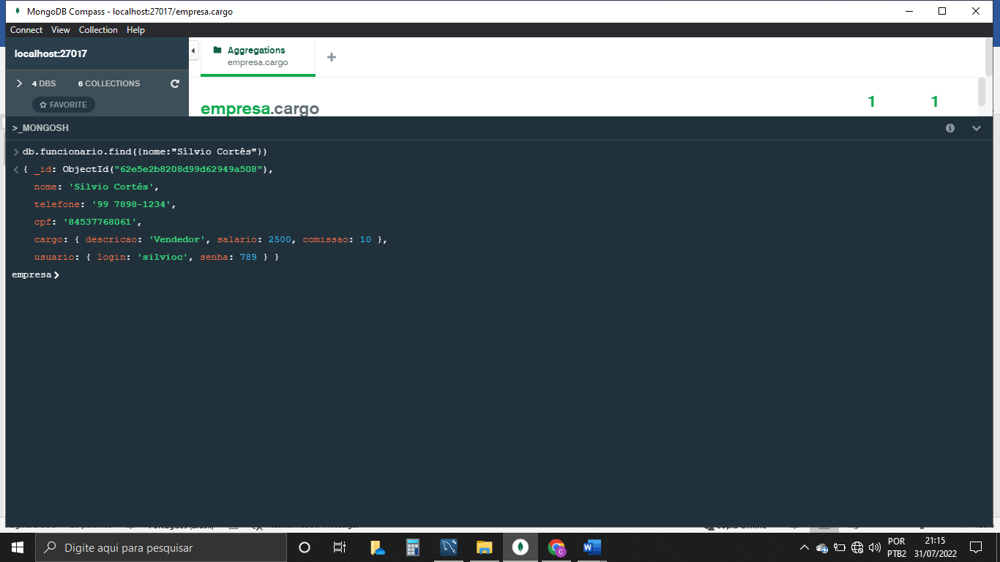 MongoDB Compass - localhost:27017/empresa.cargo
Connect View Collection Help
localhost:27017
Aggregations
empresa.cargo
4 DBS 6 COLLECTIONS
FAVORITE
empresa.cargo
1 1
>_MONGOSH
db.funcionario.find({nome:"Sílvio Cortês"})
{ _id: ObjectId("62e5e2b8208d99d62949a508"),
nome: 'Sílvio Cortês',
telefone: '99 7898-1234',
cpf: '84537768061',
cargo: { descricao: 'Vendedor', salario: 2500, comissao: 10 },
usuario: { login: 'silvioc', senha: 789 } }
empresa>
Digite aqui para pesquisar
POR
PTB2
21:15
31/07/2022